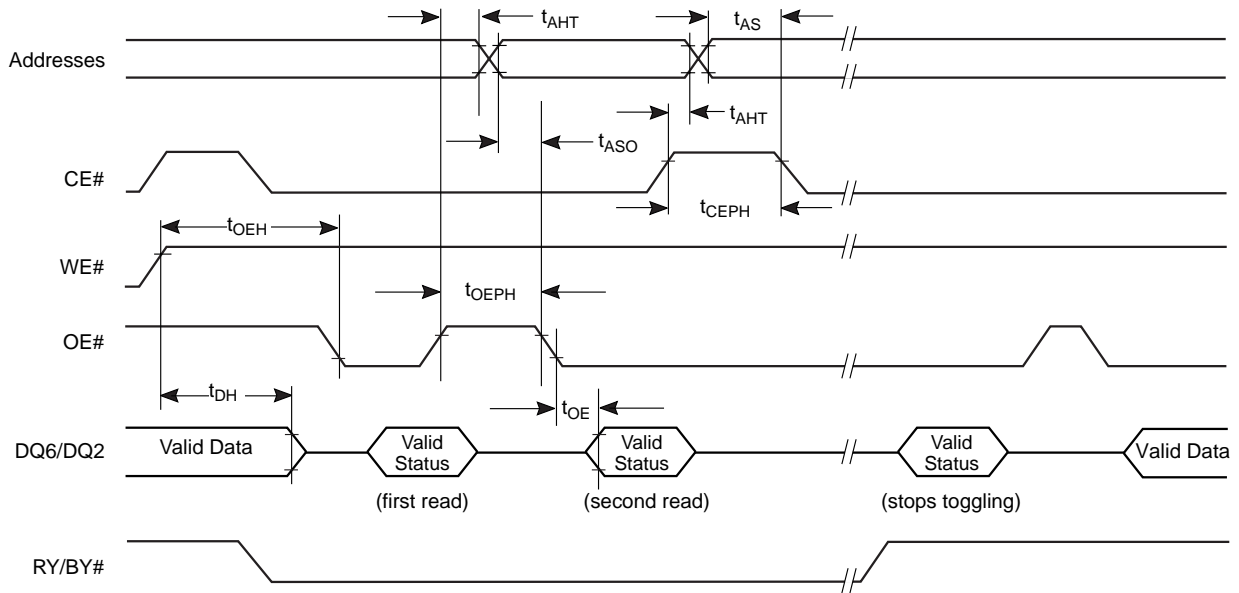 tAHT
tAS
Addresses
tAHT
tASO
CE#
tCEPH
tOEH
WE#
tOEPH
OE#
tDH
tOE
DQ6/DQ2
Valid Data
Valid
Status
Valid
Status
Valid
Status
Valid Data
(first read)
(second read)
(stops toggling)
RY/BY#